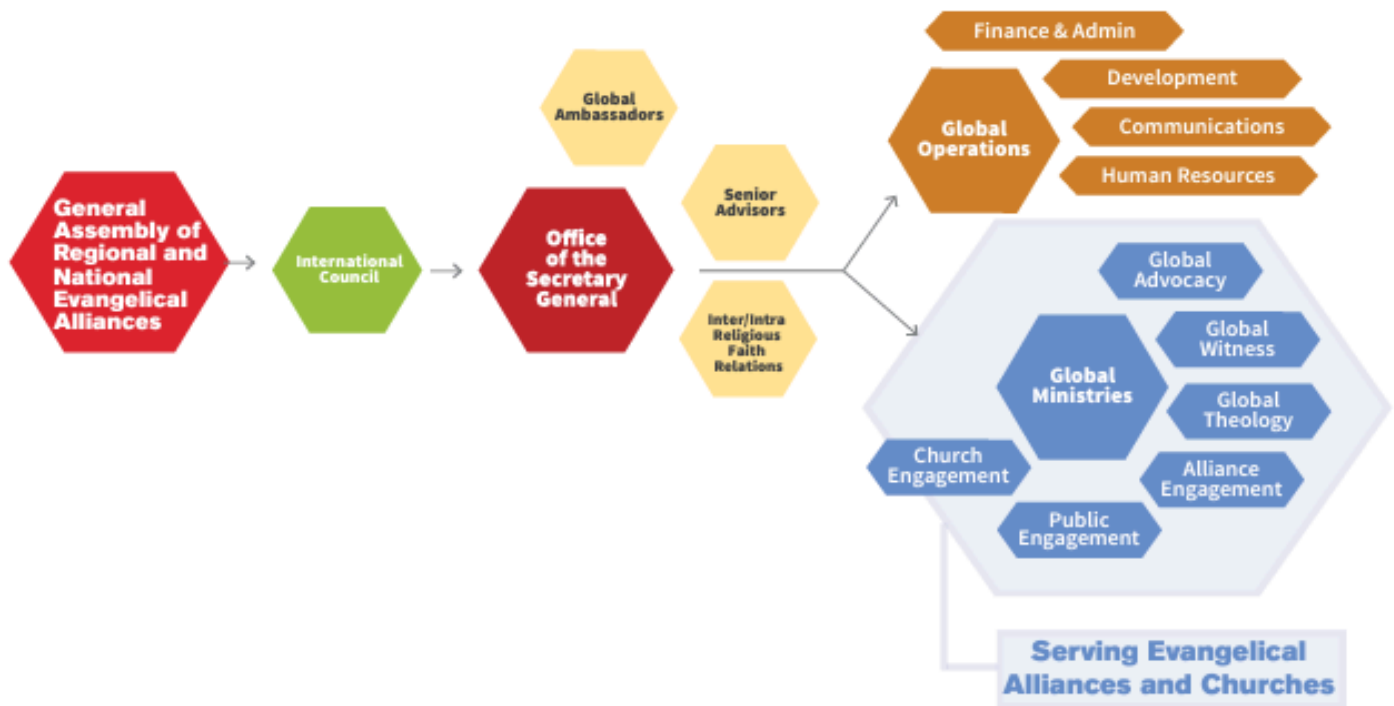 General
Assembly of
Regional and
National
Evangelical
Alliances
International
Council
Office
of the
Secretary
General
Global
Ambassadors
Senior
Advisors
Inter/Intra
Religious
Faith
Relations
Global
Operations
Finance & Admin
Development
Communications
Human Resources
Global
Ministries
Global
Advocacy
Global
Witness
Global
Theology
Alliance
Engagement
Public
Engagement
Church
Engagement
Serving Evangelical
Alliances and Churches